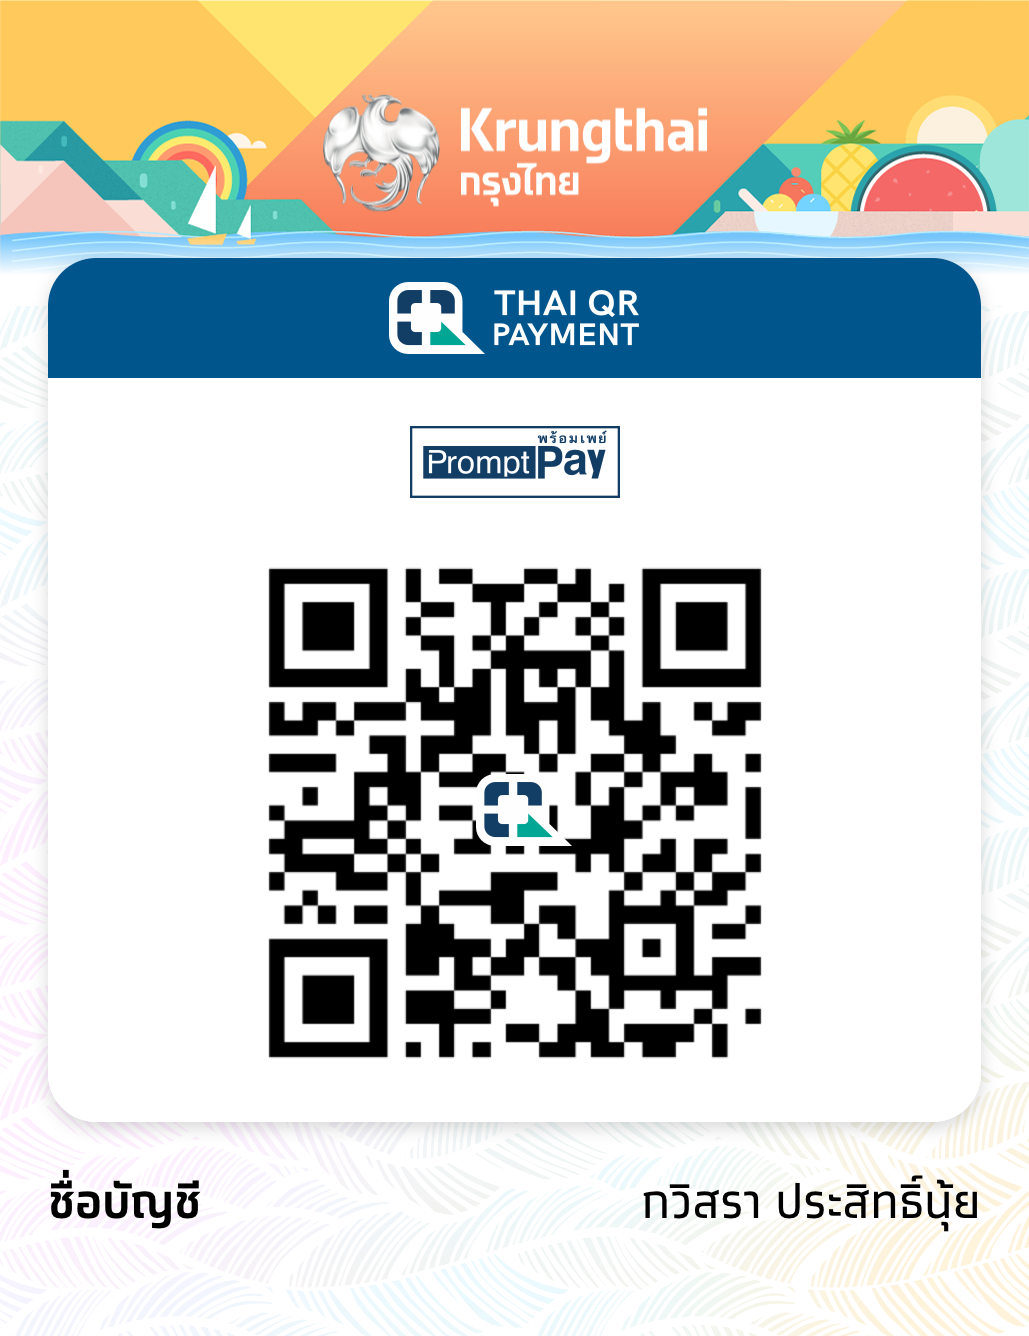 Krungthai
กรุงไทย
THAI QR
PAYMENT
พร้อมเพย์
PromptPay
ชื่อบัญชี
กวิสรา ประสิทธิ์นุ้ย